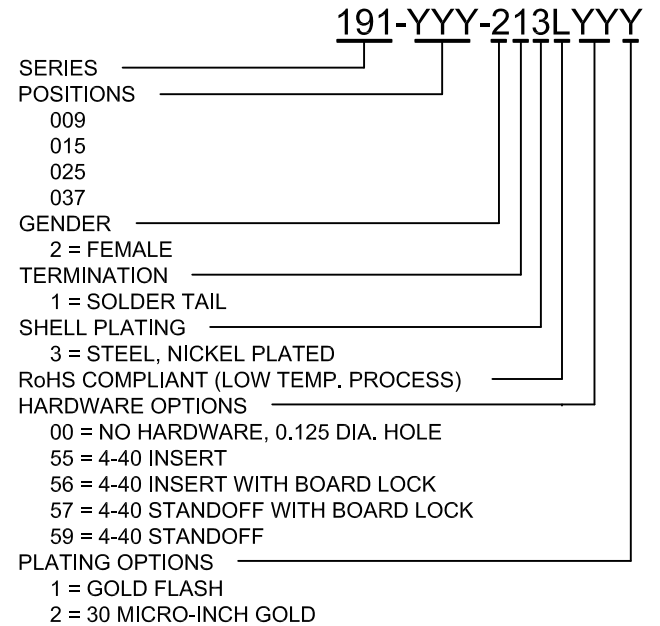 191-YYY-213LYYY
SERIES
POSITIONS
009
015
025
037
GENDER
2 = FEMALE
TERMINATION
1 = SOLDER TAIL
SHELL PLATING
3 = STEEL, NICKEL PLATED
RoHS COMPLIANT (LOW TEMP. PROCESS)
HARDWARE OPTIONS
00 = NO HARDWARE, 0.125 DIA. HOLE
55 = 4-40 INSERT
56 = 4-40 INSERT WITH BOARD LOCK
57 = 4-40 STANDOFF WITH BOARD LOCK
59 = 4-40 STANDOFF
PLATING OPTIONS
1 = GOLD FLASH
2 = 30 MICRO-INCH GOLD